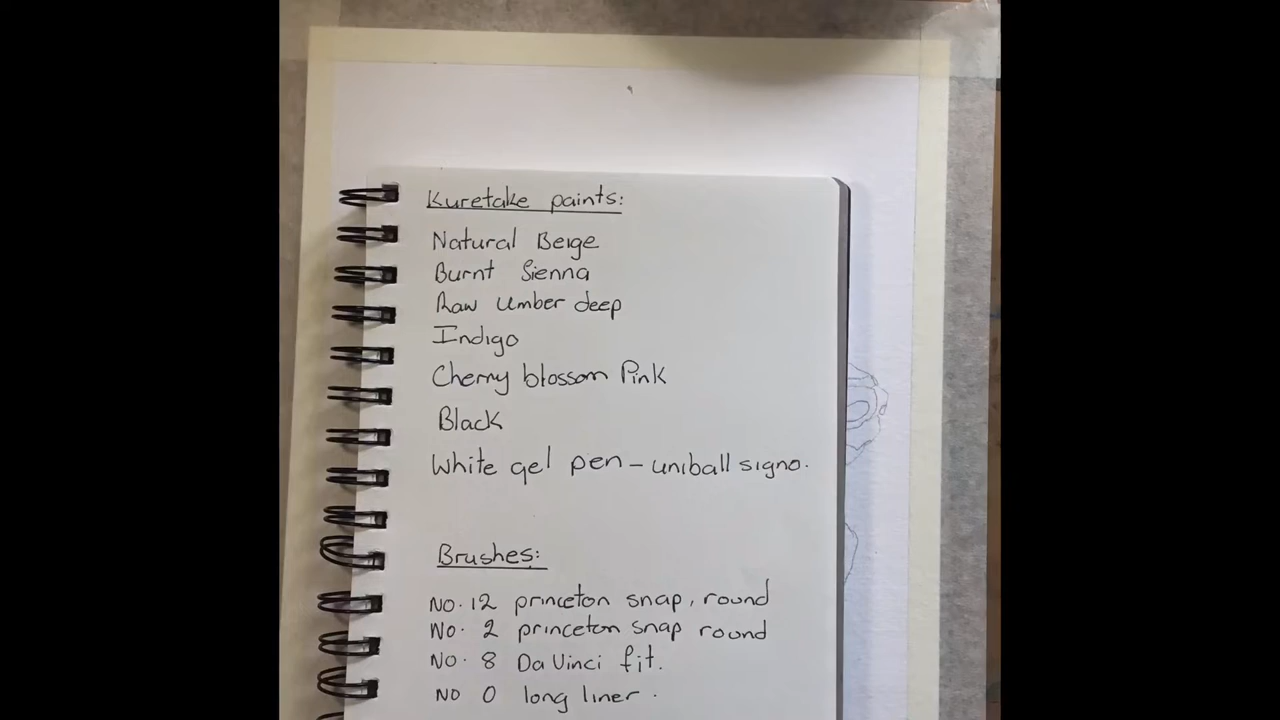 Kuretake paints:
Natural Beige
Burnt Sienna
Raw Umber deep
Indigo
Cherry blossom Pink
Black
White gel pen – uniball signo.
Brushes:
No. 12 princeton snap, round
No. 2 princeton snap round
No. 8 Da Vinci fit.
No 0 long liner.